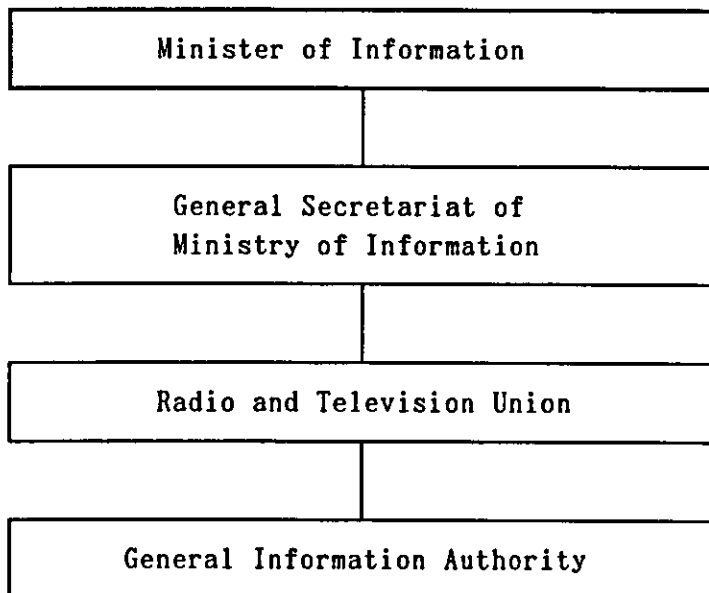 Minister of Information
General Secretariat of
Ministry of Information
Radio and Television Union
General Information Authority